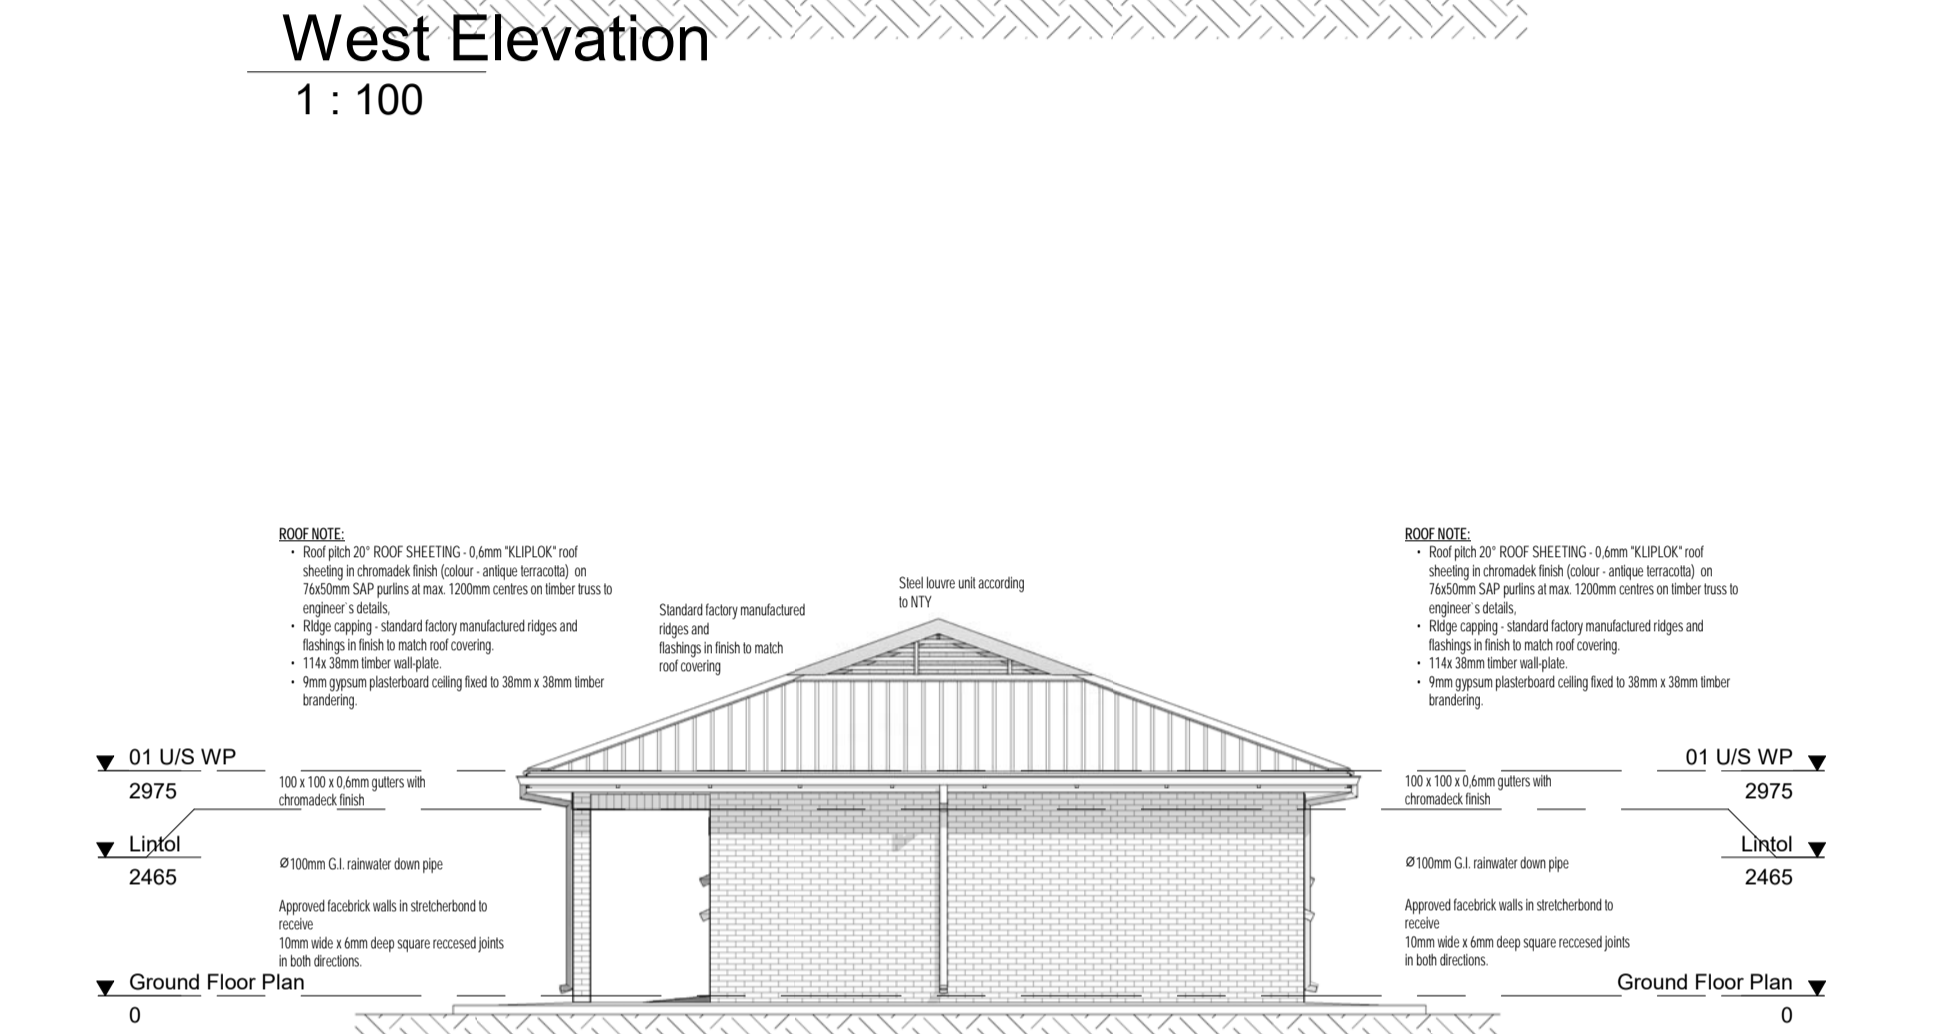 West Elevation
1 : 100
ROOF NOTE:
• Roof pitch 20° ROOF SHEETING - 0,6mm "KLIPLOK" roof
sheeting in chromadek finish (colour - antique terracotta) on
76x50mm SAP purlins at max. 1200mm centres on timber truss to
engineer`s details,
• RIdge capping - standard factory manufactured ridges and
flashings in finish to match roof covering.
• 114x 38mm timber wall-plate.
• 9mm gypsum plasterboard ceiling fixed to 38mm x 38mm timber
brandering.
Standard factory manufactured
ridges and
flashings in finish to match
roof covering
Steel louvre unit according
to NTY
ROOF NOTE:
• Roof pitch 20° ROOF SHEETING - 0,6mm "KLIPLOK" roof
sheeting in chromadek finish (colour - antique terracotta) on
76x50mm SAP purlins at max. 1200mm centres on timber truss to
engineer`s details,
• RIdge capping - standard factory manufactured ridges and
flashings in finish to match roof covering.
• 114x 38mm timber wall-plate.
• 9mm gypsum plasterboard ceiling fixed to 38mm x 38mm timber
brandering.
01 U/S WP
2975
Lintol
2465
Ground Floor Plan
0
100 x 100 x 0,6mm gutters with
chromadeck finish
Ø100mm G.I. rainwater down pipe
Approved facebrick walls in stretcherbond to
receive
10mm wide x 6mm deep square reccesed joints
in both directions.
100 x 100 x 0,6mm gutters with
chromadeck finish
Ø100mm G.I. rainwater down pipe
Approved facebrick walls in stretcherbond to
receive
10mm wide x 6mm deep square reccesed joints
in both directions.
01 U/S WP
2975
Lintol
2465
Ground Floor Plan
0